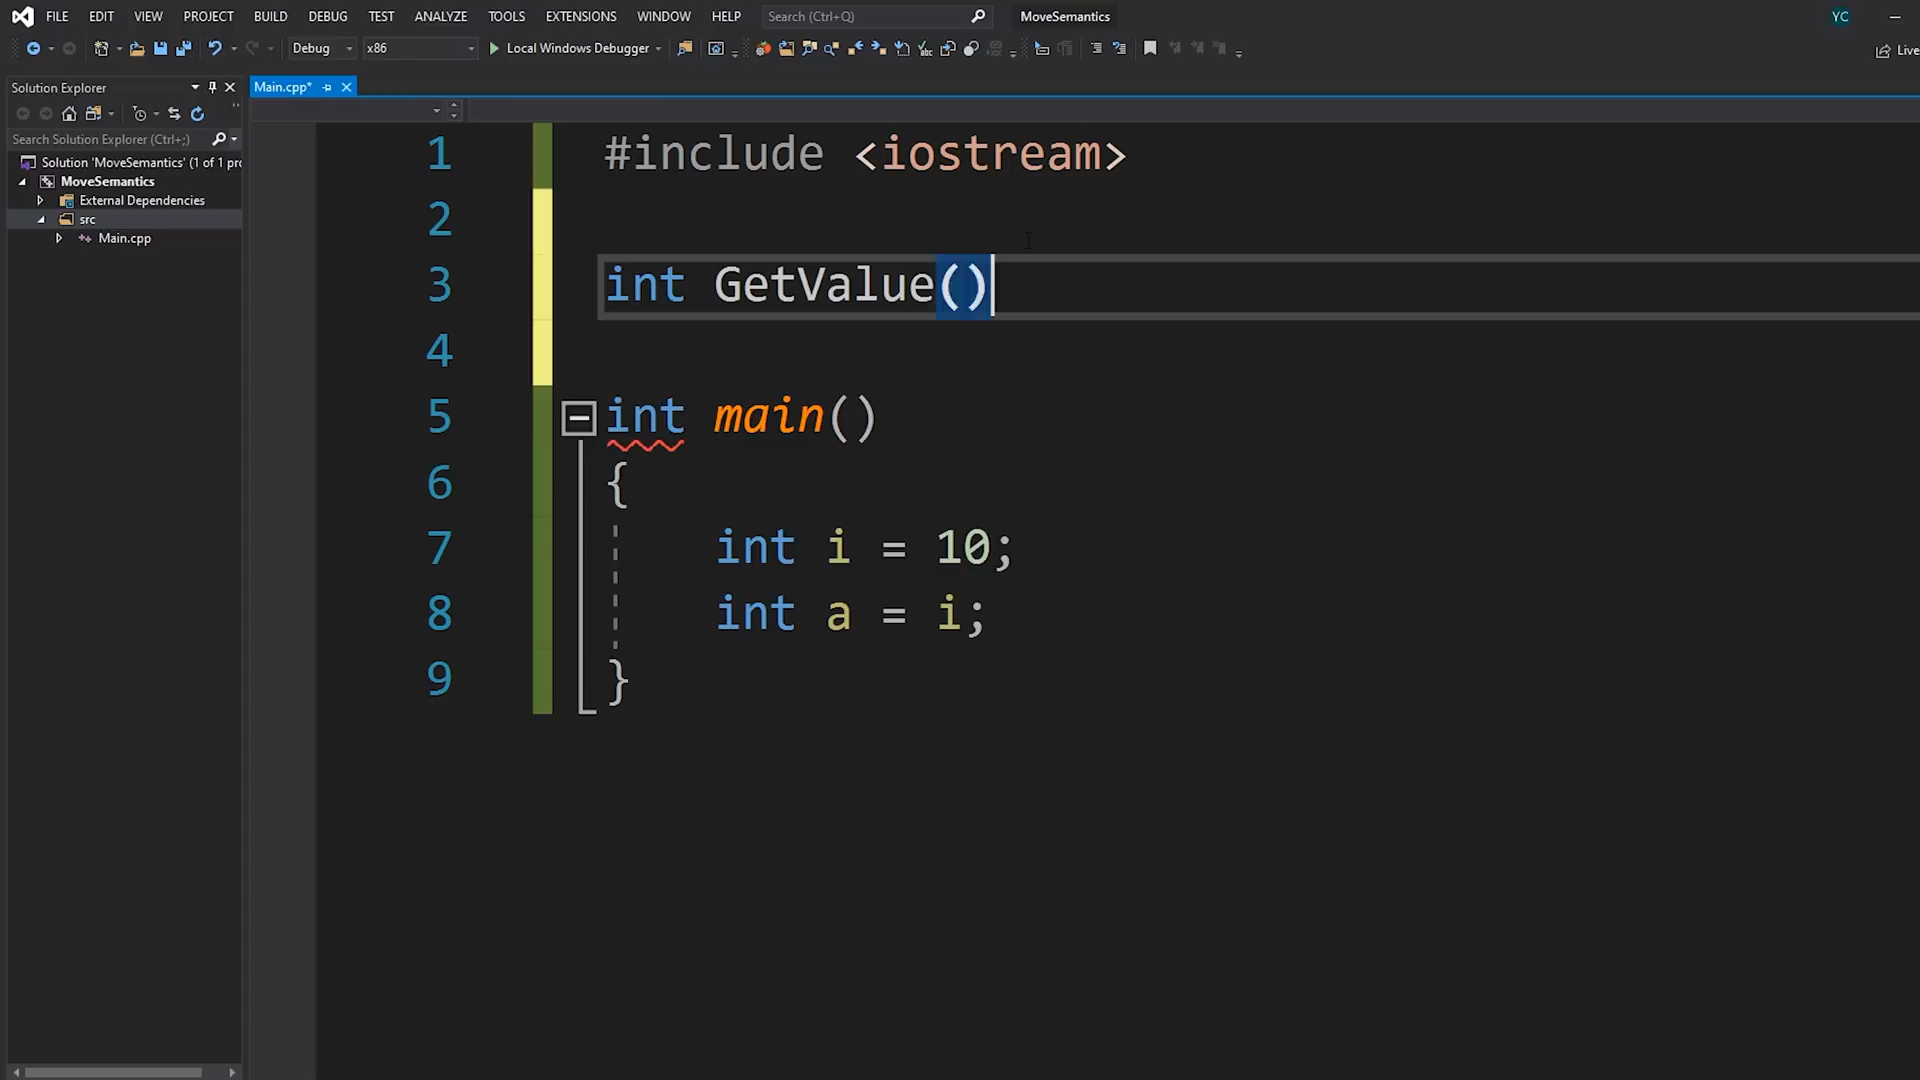 FILE EDIT VIEW PROJECT BUILD DEBUG TEST ANALYZE TOOLS EXTENSIONS WINDOW HELP Search (Ctrl+Q) MoveSemantics YC
Debug x86 Local Windows Debugger Live
Solution Explorer
Main.cpp*
Search Solution Explorer (Ctrl+;)
Solution 'MoveSemantics' (1 of 1 pro
MoveSemantics
External Dependencies
src
Main.cpp
1 #include <iostream>
2
3 int GetValue()
4
5 int main()
6 {
7 int i = 10;
8 int a = i;
9 }